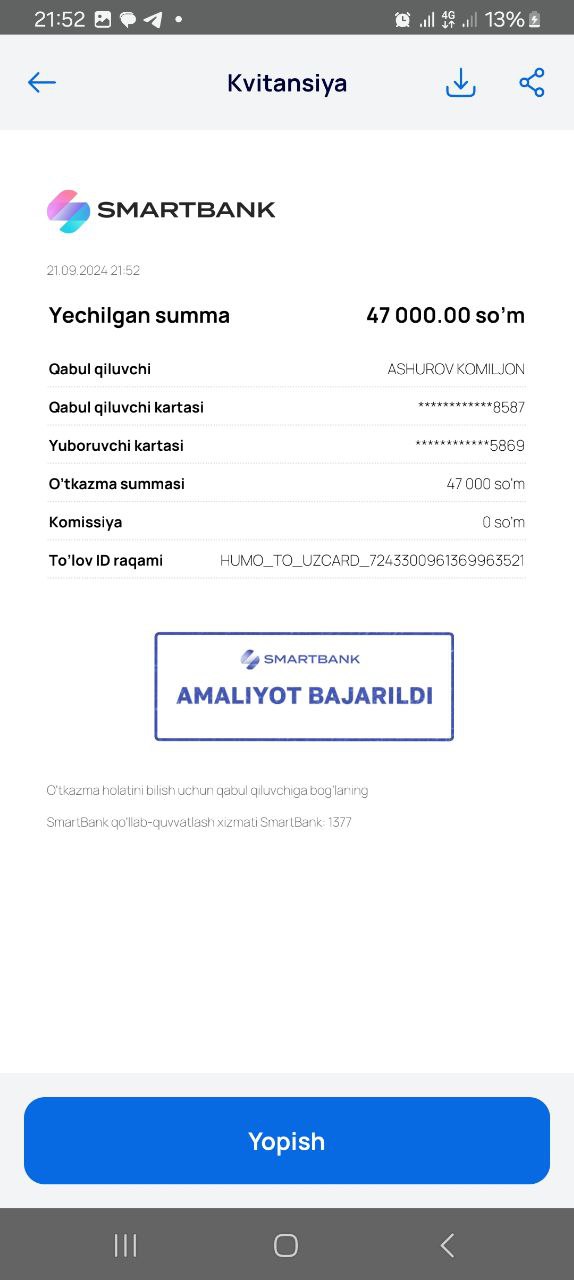 21:52 4G 13%
Kvitansiya
SMARTBANK
21.09.2024 21:52
Yechilgan summa 47 000.00 so'm
Qabul qiluvchi ASHUROV KOMILJON
Qabul qiluvchi kartasi ************8587
Yuboruvchi kartasi ************5869
O'tkazma summasi 47 000 so'm
Komissiya 0 so'm
To'lov ID raqami HUMO_TO_UZCARD_7243300961369963521
SMARTBANK
AMALIYOT BAJARILDI
O'tkazma holatini bilish uchun qabul qiluvchiga bog'laning
SmartBank qo'llab-quvvatlash xizmati SmartBank: 1377
Yopish